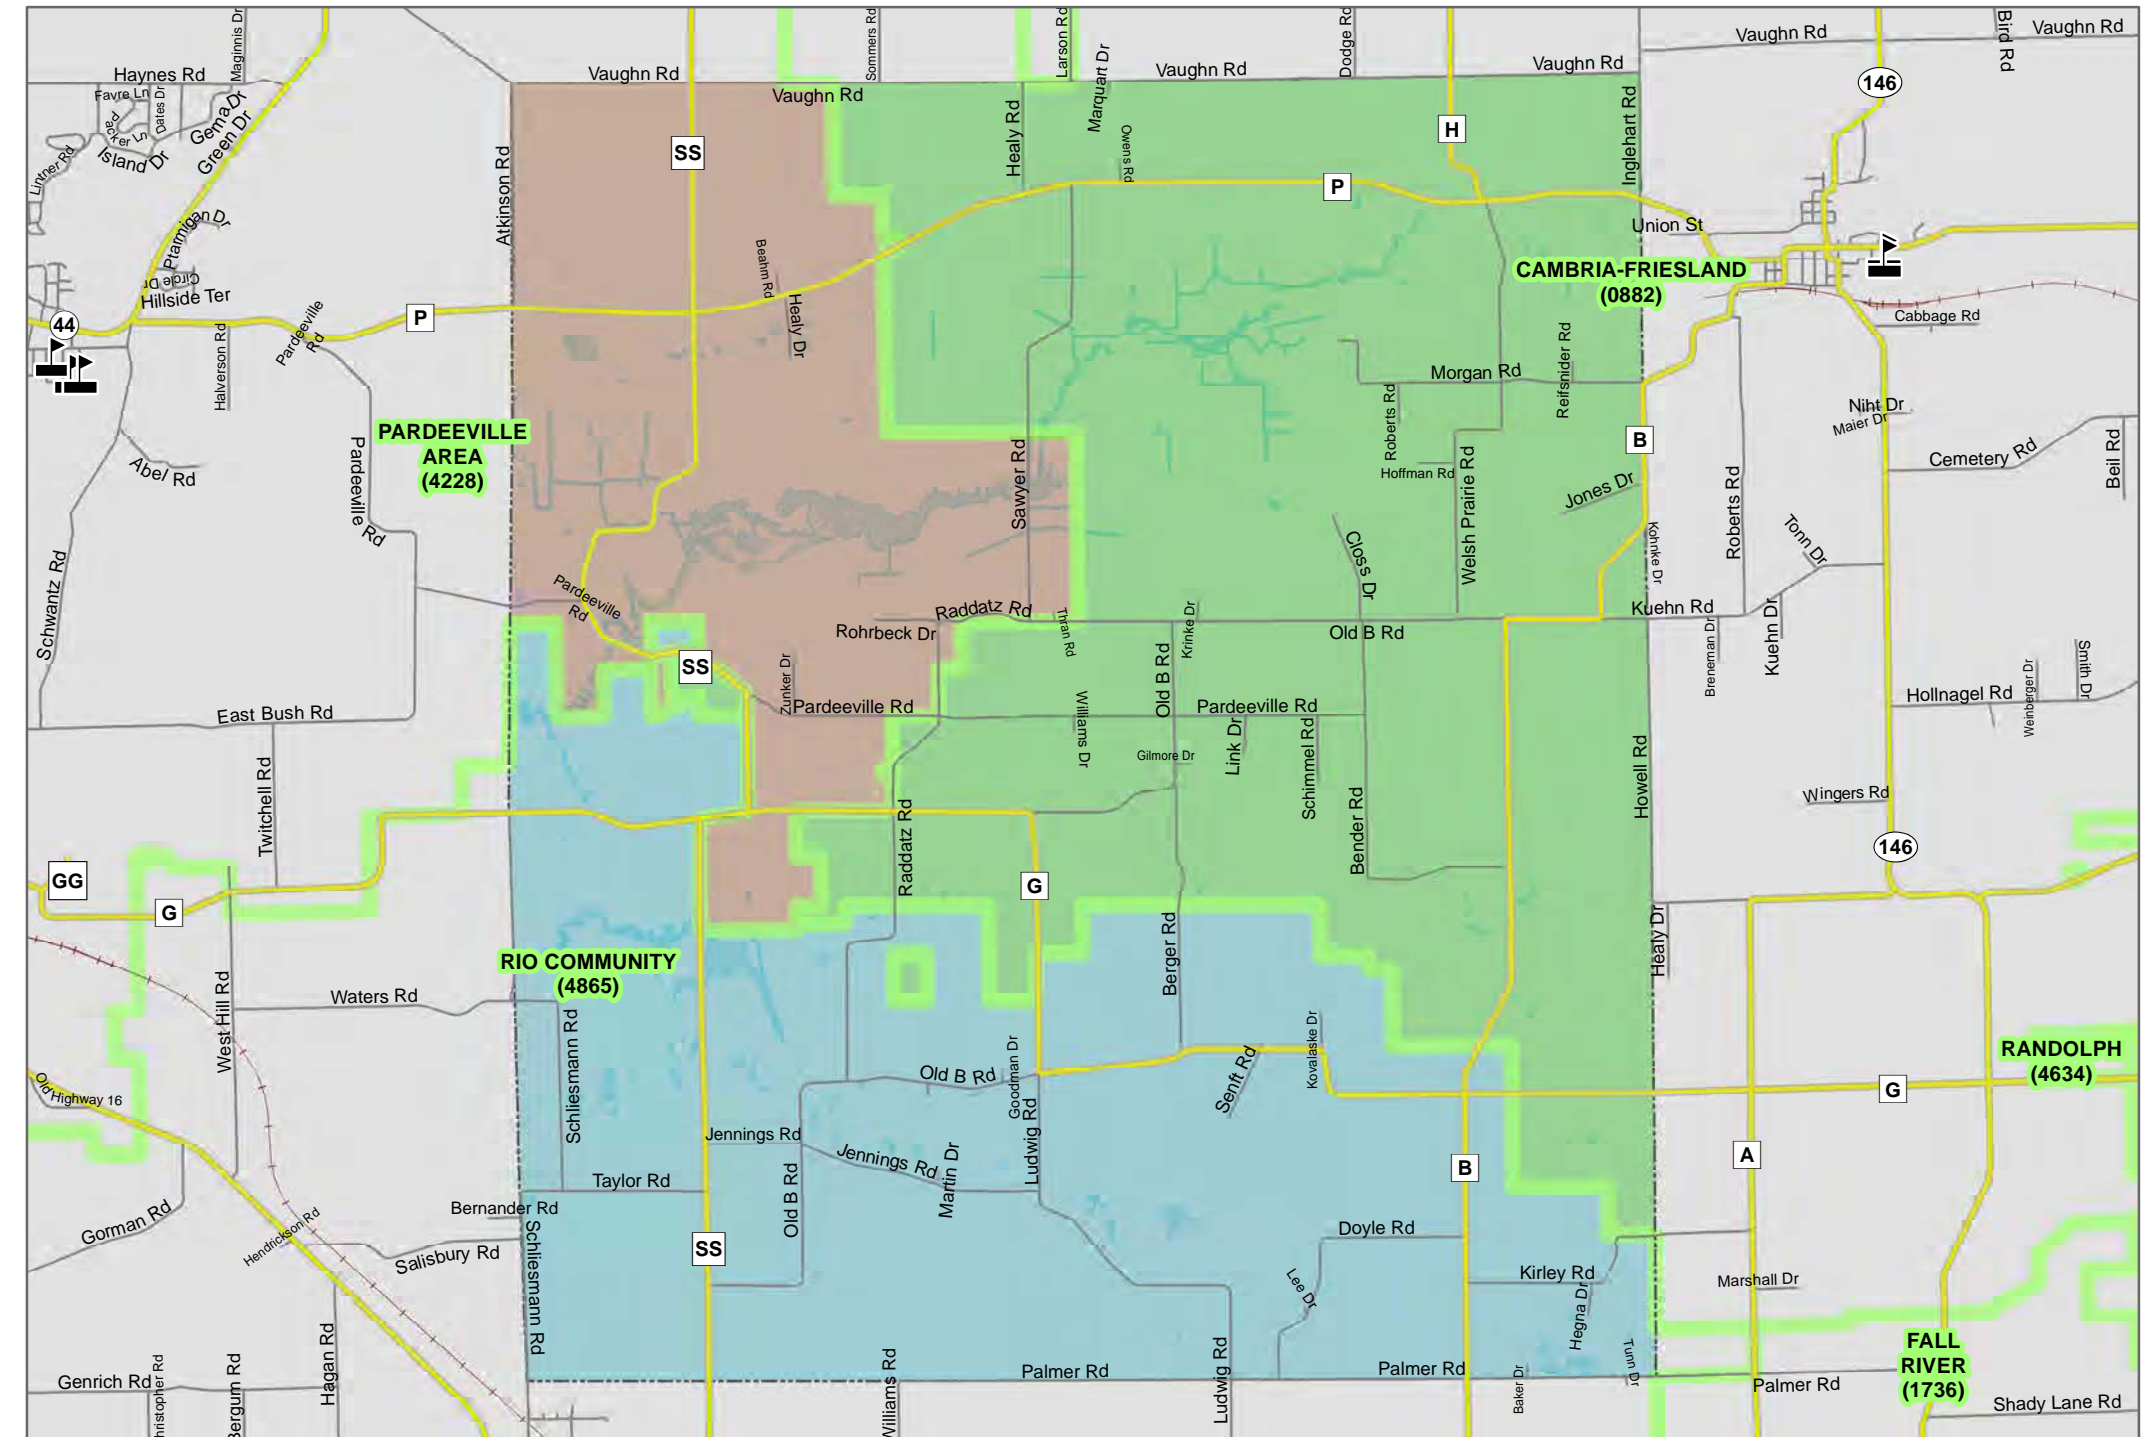 Maginnis Dr
Sommers Rd
Larson Rd
Dodge Rd
Bird Rd
Vaughn Rd
Vaughn Rd
Haynes Rd
Vaughn Rd
Vaughn Rd
Vaughn Rd
Vaughn Rd
Favre Ln
Dates Dr
Gema Dr
Packer Ln
Green Dr
Island Dr
Lintner Rd
Marquart Dr
146
SS
H
Healy Rd
Owens Rd
Inglehart Rd
P
Atkinson Rd
Ptarmigan Dr
Union St
Beahm Rd
CAMBRIA-FRIESLAND
(0882)
Circle Dr
Hillside Ter
Healy Dr
44
P
Pardeeville
Rd
Cabbage Rd
Halverson Rd
Reifsnider Rd
Morgan Rd
Roberts Rd
Niht Dr
Maier Dr
PARDEEVILLE
AREA
(4228)
B
Abel Rd
Pardeeville Rd
Sawyer Rd
Hoffman Rd
Welsh Prairie Rd
Jones Dr
Cemetery Rd
Beil Rd
Roberts Rd
Tonn Dr
Kohnke Dr
Closs Dr
Schwantz Rd
Pardeeville
Rd
Raddatz Rd
Rohrbeck Dr
Thran Rd
Krinke Dr
Old B Rd
Kuehn Rd
Breneman Dr
Kuehn Dr
Smith Dr
Weinberger Dr
SS
Zunker Dr
Old B Rd
Pardeeville Rd
Pardeeville Rd
Williams Dr
Hollnagel Rd
East Bush Rd
Link Dr
Schimmel Rd
Gilmore Dr
Howell Rd
Twitchell Rd
Wingers Rd
Bender Rd
Raddatz Rd
146
GG
G
G
Healy Dr
Berger Rd
RIO COMMUNITY
(4865)
West Hill Rd
Waters Rd
Schliesmann Rd
Kovalaske Dr
RANDOLPH
(4634)
Old Highway 16
Old B Rd
Goodman Dr
Senft Rd
G
Ludwig Rd
Jennings Rd
Jennings Rd
Martin Dr
A
B
Taylor Rd
Old B Rd
Bernander Rd
Gorman Rd
Hendrickson Rd
Salisbury Rd
Schliesmann Rd
SS
Doyle Rd
Lee Dr
Kirley Rd
Hegna Dr
Marshall Dr
Hagan Rd
Tunn Dr
FALL
RIVER
(1736)
Genrich Rd
hristopher Rd
Bergum Rd
Williams Rd
Palmer Rd
Ludwig Rd
Palmer Rd
Baker Dr
Palmer Rd
Shady Lane Rd